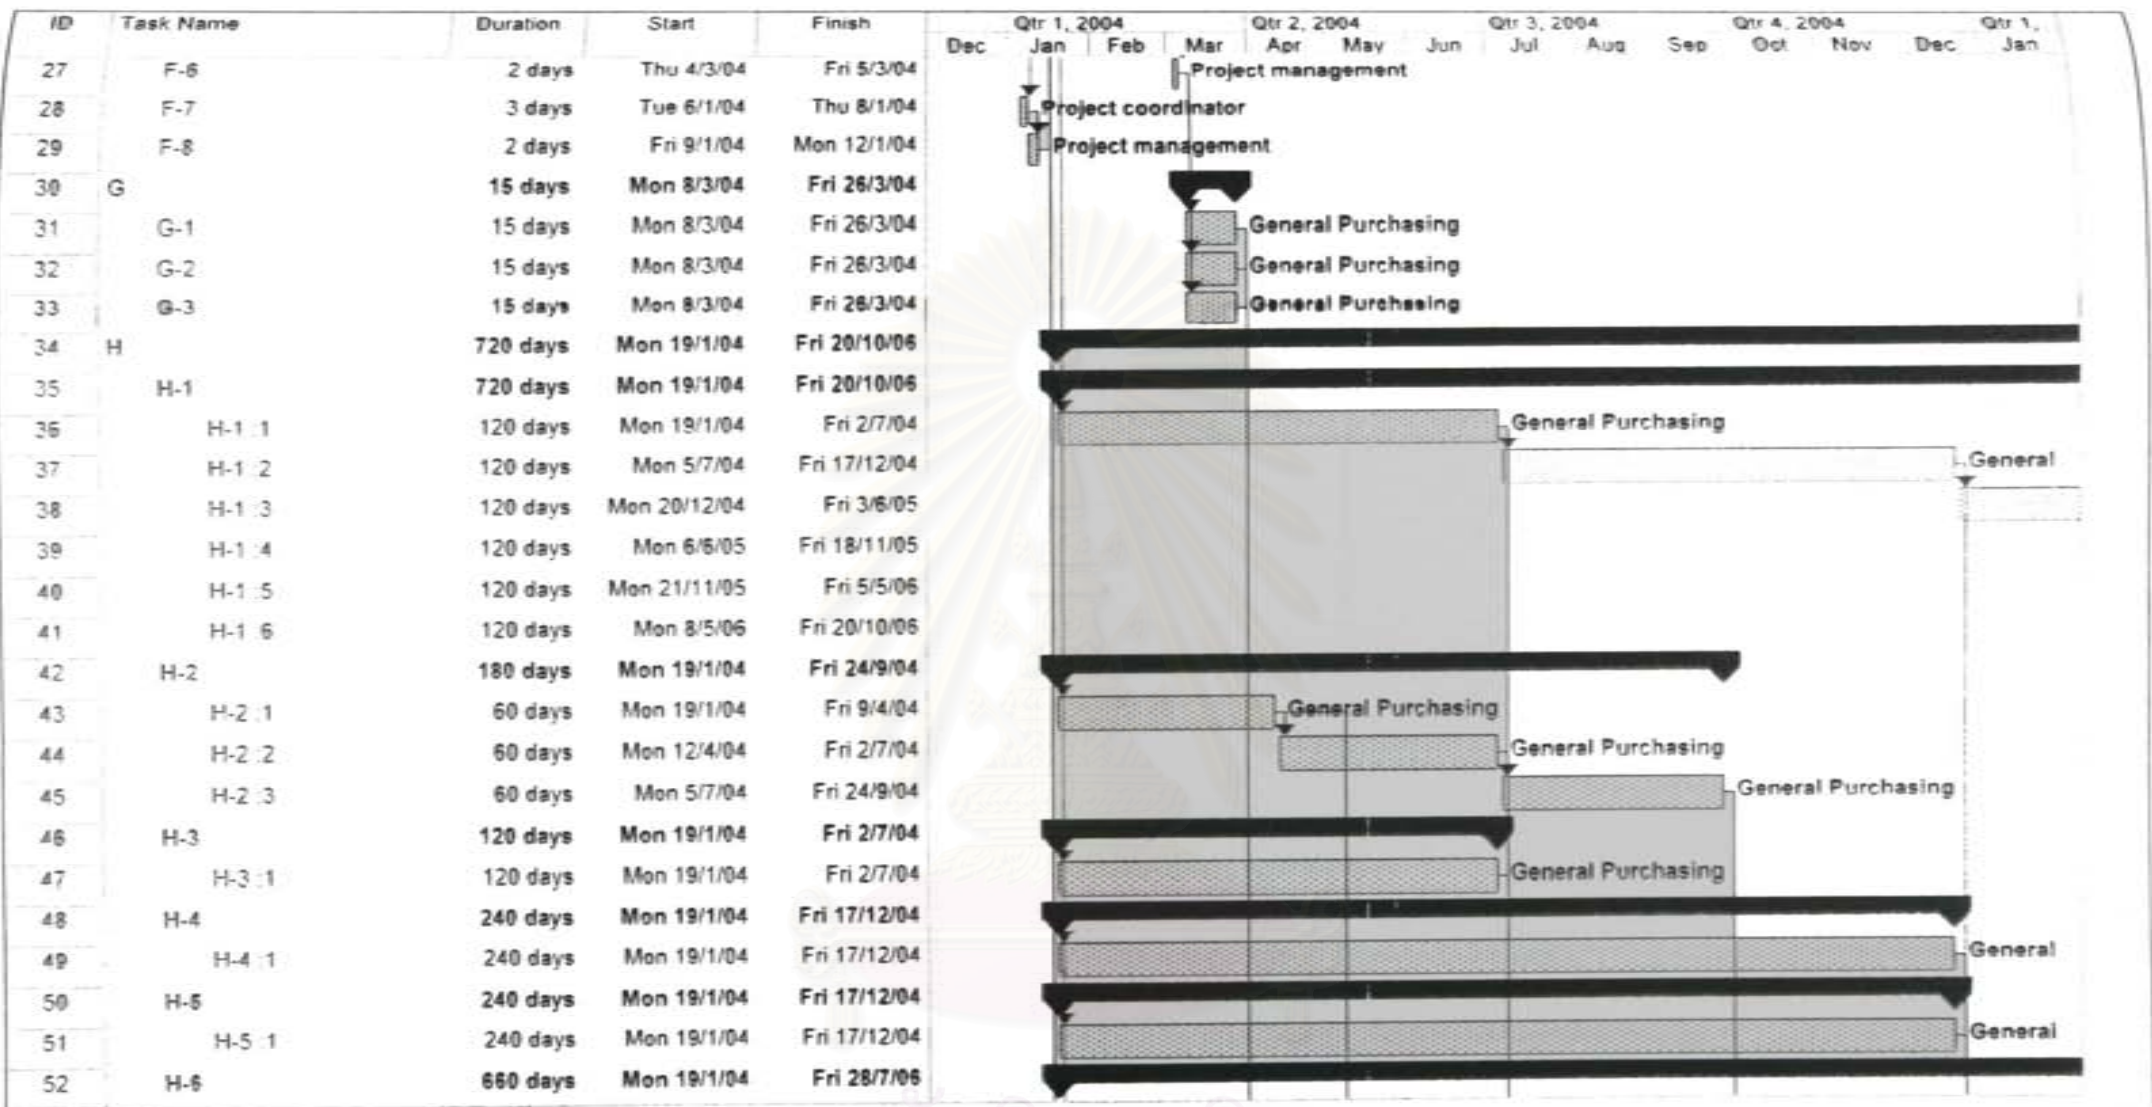 ID Task Name Duration Start Finish Qtr 1, 2004 Qtr 2, 2004 Qtr 3, 2004 Qtr 4, 2004 Qtr 1,
Dec Jan Feb Mar Apr May Jun Jul Aug Sep Oct Nov Dec Jan
27 F-6 2 days Thu 4/3/04 Fri 5/3/04 Project management
28 F-7 3 days Tue 6/1/04 Thu 8/1/04 Project coordinator
29 F-8 2 days Fri 9/1/04 Mon 12/1/04 Project management
30 G 15 days Mon 8/3/04 Fri 26/3/04
31 G-1 15 days Mon 8/3/04 Fri 26/3/04 General Purchasing
32 G-2 15 days Mon 8/3/04 Fri 26/3/04 General Purchasing
33 G-3 15 days Mon 8/3/04 Fri 26/3/04 General Purchasing
34 H 720 days Mon 19/1/04 Fri 20/10/06
35 H-1 720 days Mon 19/1/04 Fri 20/10/06
36 H-1 :1 120 days Mon 19/1/04 Fri 2/7/04 General Purchasing
37 H-1 :2 120 days Mon 5/7/04 Fri 17/12/04 General
38 H-1 :3 120 days Mon 20/12/04 Fri 3/6/05
39 H-1 :4 120 days Mon 6/6/05 Fri 18/11/05
40 H-1 :5 120 days Mon 21/11/05 Fri 5/5/06
41 H-1 :6 120 days Mon 8/5/06 Fri 20/10/06
42 H-2 180 days Mon 19/1/04 Fri 24/9/04
43 H-2 :1 60 days Mon 19/1/04 Fri 9/4/04 General Purchasing
44 H-2 :2 60 days Mon 12/4/04 Fri 2/7/04 General Purchasing
45 H-2 :3 60 days Mon 5/7/04 Fri 24/9/04 General Purchasing
46 H-3 120 days Mon 19/1/04 Fri 2/7/04
47 H-3 :1 120 days Mon 19/1/04 Fri 2/7/04 General Purchasing
48 H-4 240 days Mon 19/1/04 Fri 17/12/04
49 H-4 :1 240 days Mon 19/1/04 Fri 17/12/04 General
50 H-5 240 days Mon 19/1/04 Fri 17/12/04
51 H-5 :1 240 days Mon 19/1/04 Fri 17/12/04 General
52 H-6 660 days Mon 19/1/04 Fri 28/7/06